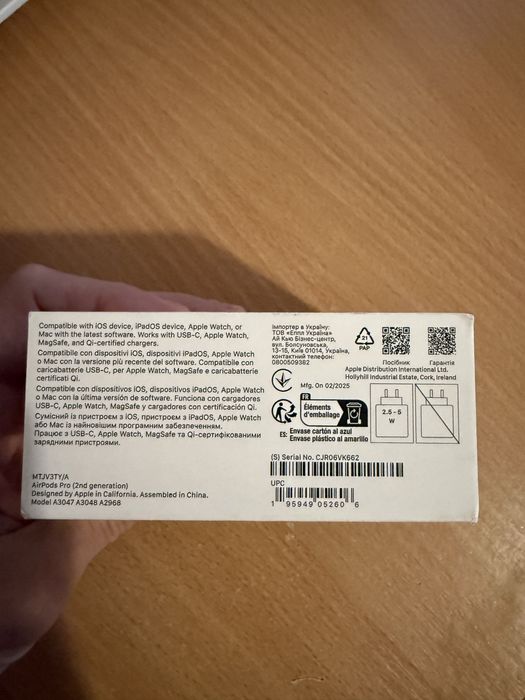 Compatible with iOS device, iPadOS device, Apple Watch, or
Mac with the latest software. Works with USB-C, Apple Watch,
MagSafe, and Qi-certified chargers.
Compatibile con dispositivi iOS, dispositivi iPadOS, Apple Watch
o Mac con la versione più recente del software. Compatibile con
caricabatterie USB-C, per Apple Watch, MagSafe e caricabatterie
certificati Qi.
Compatible con dispositivos iOS, dispositivos iPadOS, Apple Watch
o Mac con la última versión de software. Funciona con cargadores
USB-C, Apple Watch, MagSafe y cargadores con certificación Qi.
Сумісний із пристроєм з iOS, пристроєм з iPadOS, Apple Watch
або Mac із найновішим програмним забезпеченням.
Працює з USB-C, Apple Watch, MagSafe та Qi-сертифікованими
зарядними пристроями.
MTJV3TY/A
AirPods Pro (2nd generation)
Designed by Apple in California. Assembled in China.
Model A3047 A3048 A2968
Імпортер в Україну:
ТОВ «Еппл Україна»
Ай Кью Бізнес-центр,
вул. Болсуновська,
13-15, Київ 01014, Україна,
контактний телефон:
0800509382
21
PAP
Посібник
Гарантія
Apple Distribution International Ltd.
Hollyhill Industrial Estate, Cork, Ireland
Mfg. On 02/2025
FR
Éléments
d'emballage
ES: Envase cartón al azul
Envase plástico al amarillo
2.5 - 5
W
(S) Serial No. CJR06VK662
UPC
1 95949 05260 6